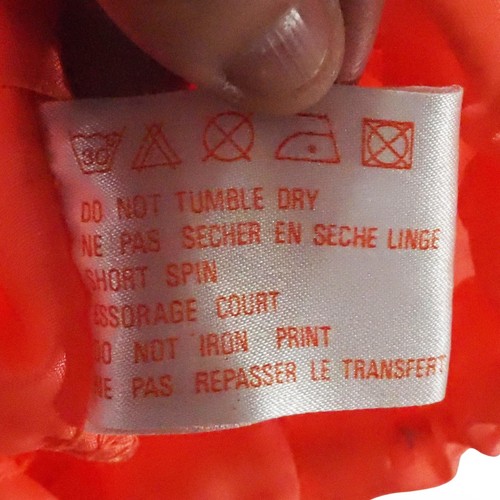 30
DO NOT TUMBLE DRY
NE PAS SECHER EN SECHE LINGE
SHORT SPIN
ESSORAGE COURT
DO NOT IRON PRINT
NE PAS REPASSER LE TRANSFERT